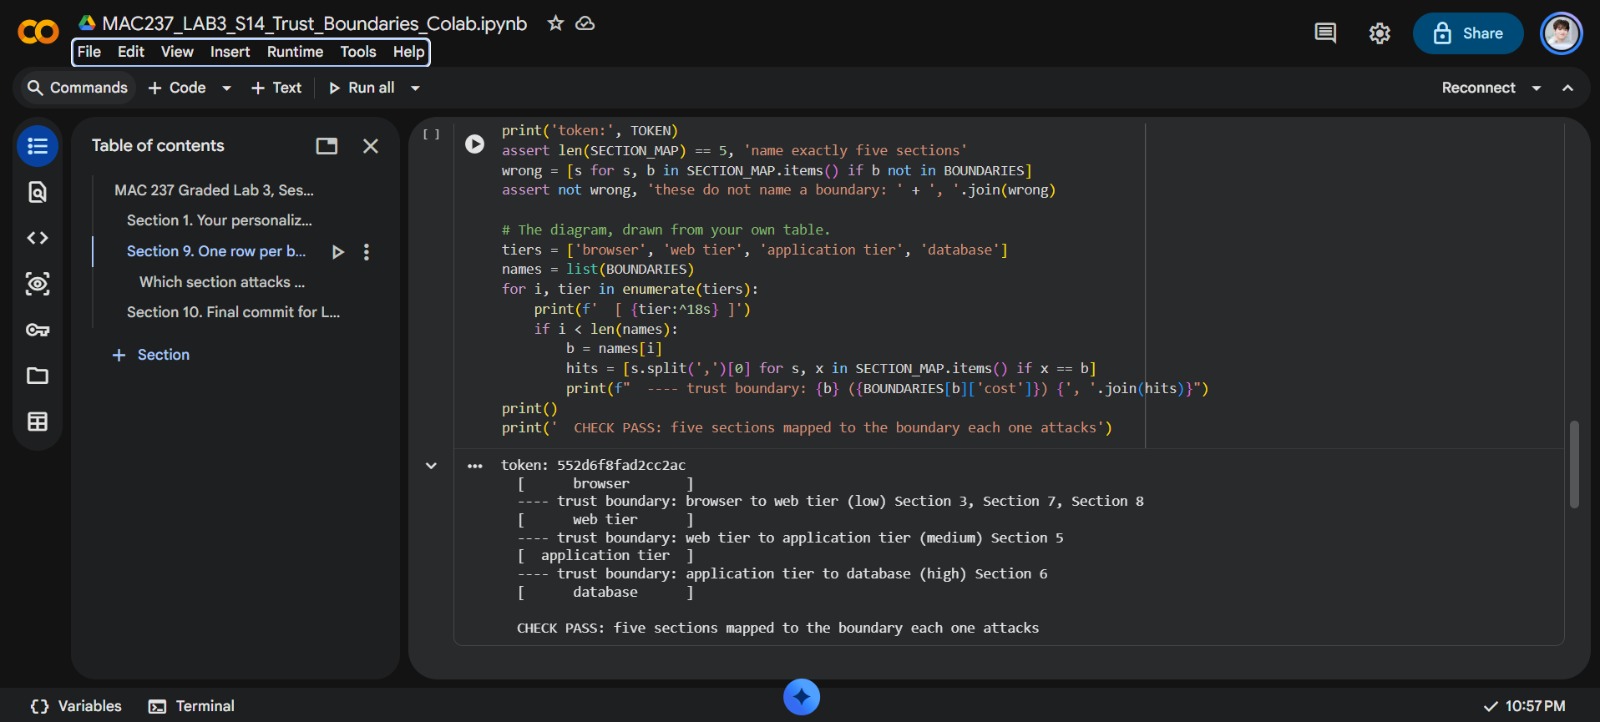 MAC237_LAB3_S14_Trust_Boundaries_Colab.ipynb
File Edit View Insert Runtime Tools Help
Share
Commands + Code + Text Run all
Reconnect
Table of contents
MAC 237 Graded Lab 3, Ses...
Section 1. Your personaliz...
Section 9. One row per b...
Which section attacks ...
Section 10. Final commit for L...
+ Section
[ ]
print('token:', TOKEN)
assert len(SECTION_MAP) == 5, 'name exactly five sections'
wrong = [s for s, b in SECTION_MAP.items() if b not in BOUNDARIES]
assert not wrong, 'these do not name a boundary: ' + ', '.join(wrong)
# The diagram, drawn from your own table.
tiers = ['browser', 'web tier', 'application tier', 'database']
names = list(BOUNDARIES)
for i, tier in enumerate(tiers):
    print(f'  [ {tier:^18s} ]')
    if i < len(names):
        b = names[i]
        hits = [s.split(',')[0] for s, x in SECTION_MAP.items() if x == b]
        print(f"  ---- trust boundary: {b} ({BOUNDARIES[b]['cost']}) {', '.join(hits)}")
print()
print('  CHECK PASS: five sections mapped to the boundary each one attacks')
token: 552d6f8fad2cc2ac
  [      browser       ]
  ---- trust boundary: browser to web tier (low) Section 3, Section 7, Section 8
  [      web tier      ]
  ---- trust boundary: web tier to application tier (medium) Section 5
  [  application tier  ]
  ---- trust boundary: application tier to database (high) Section 6
  [      database      ]
  CHECK PASS: five sections mapped to the boundary each one attacks
{} Variables Terminal
10:57 PM